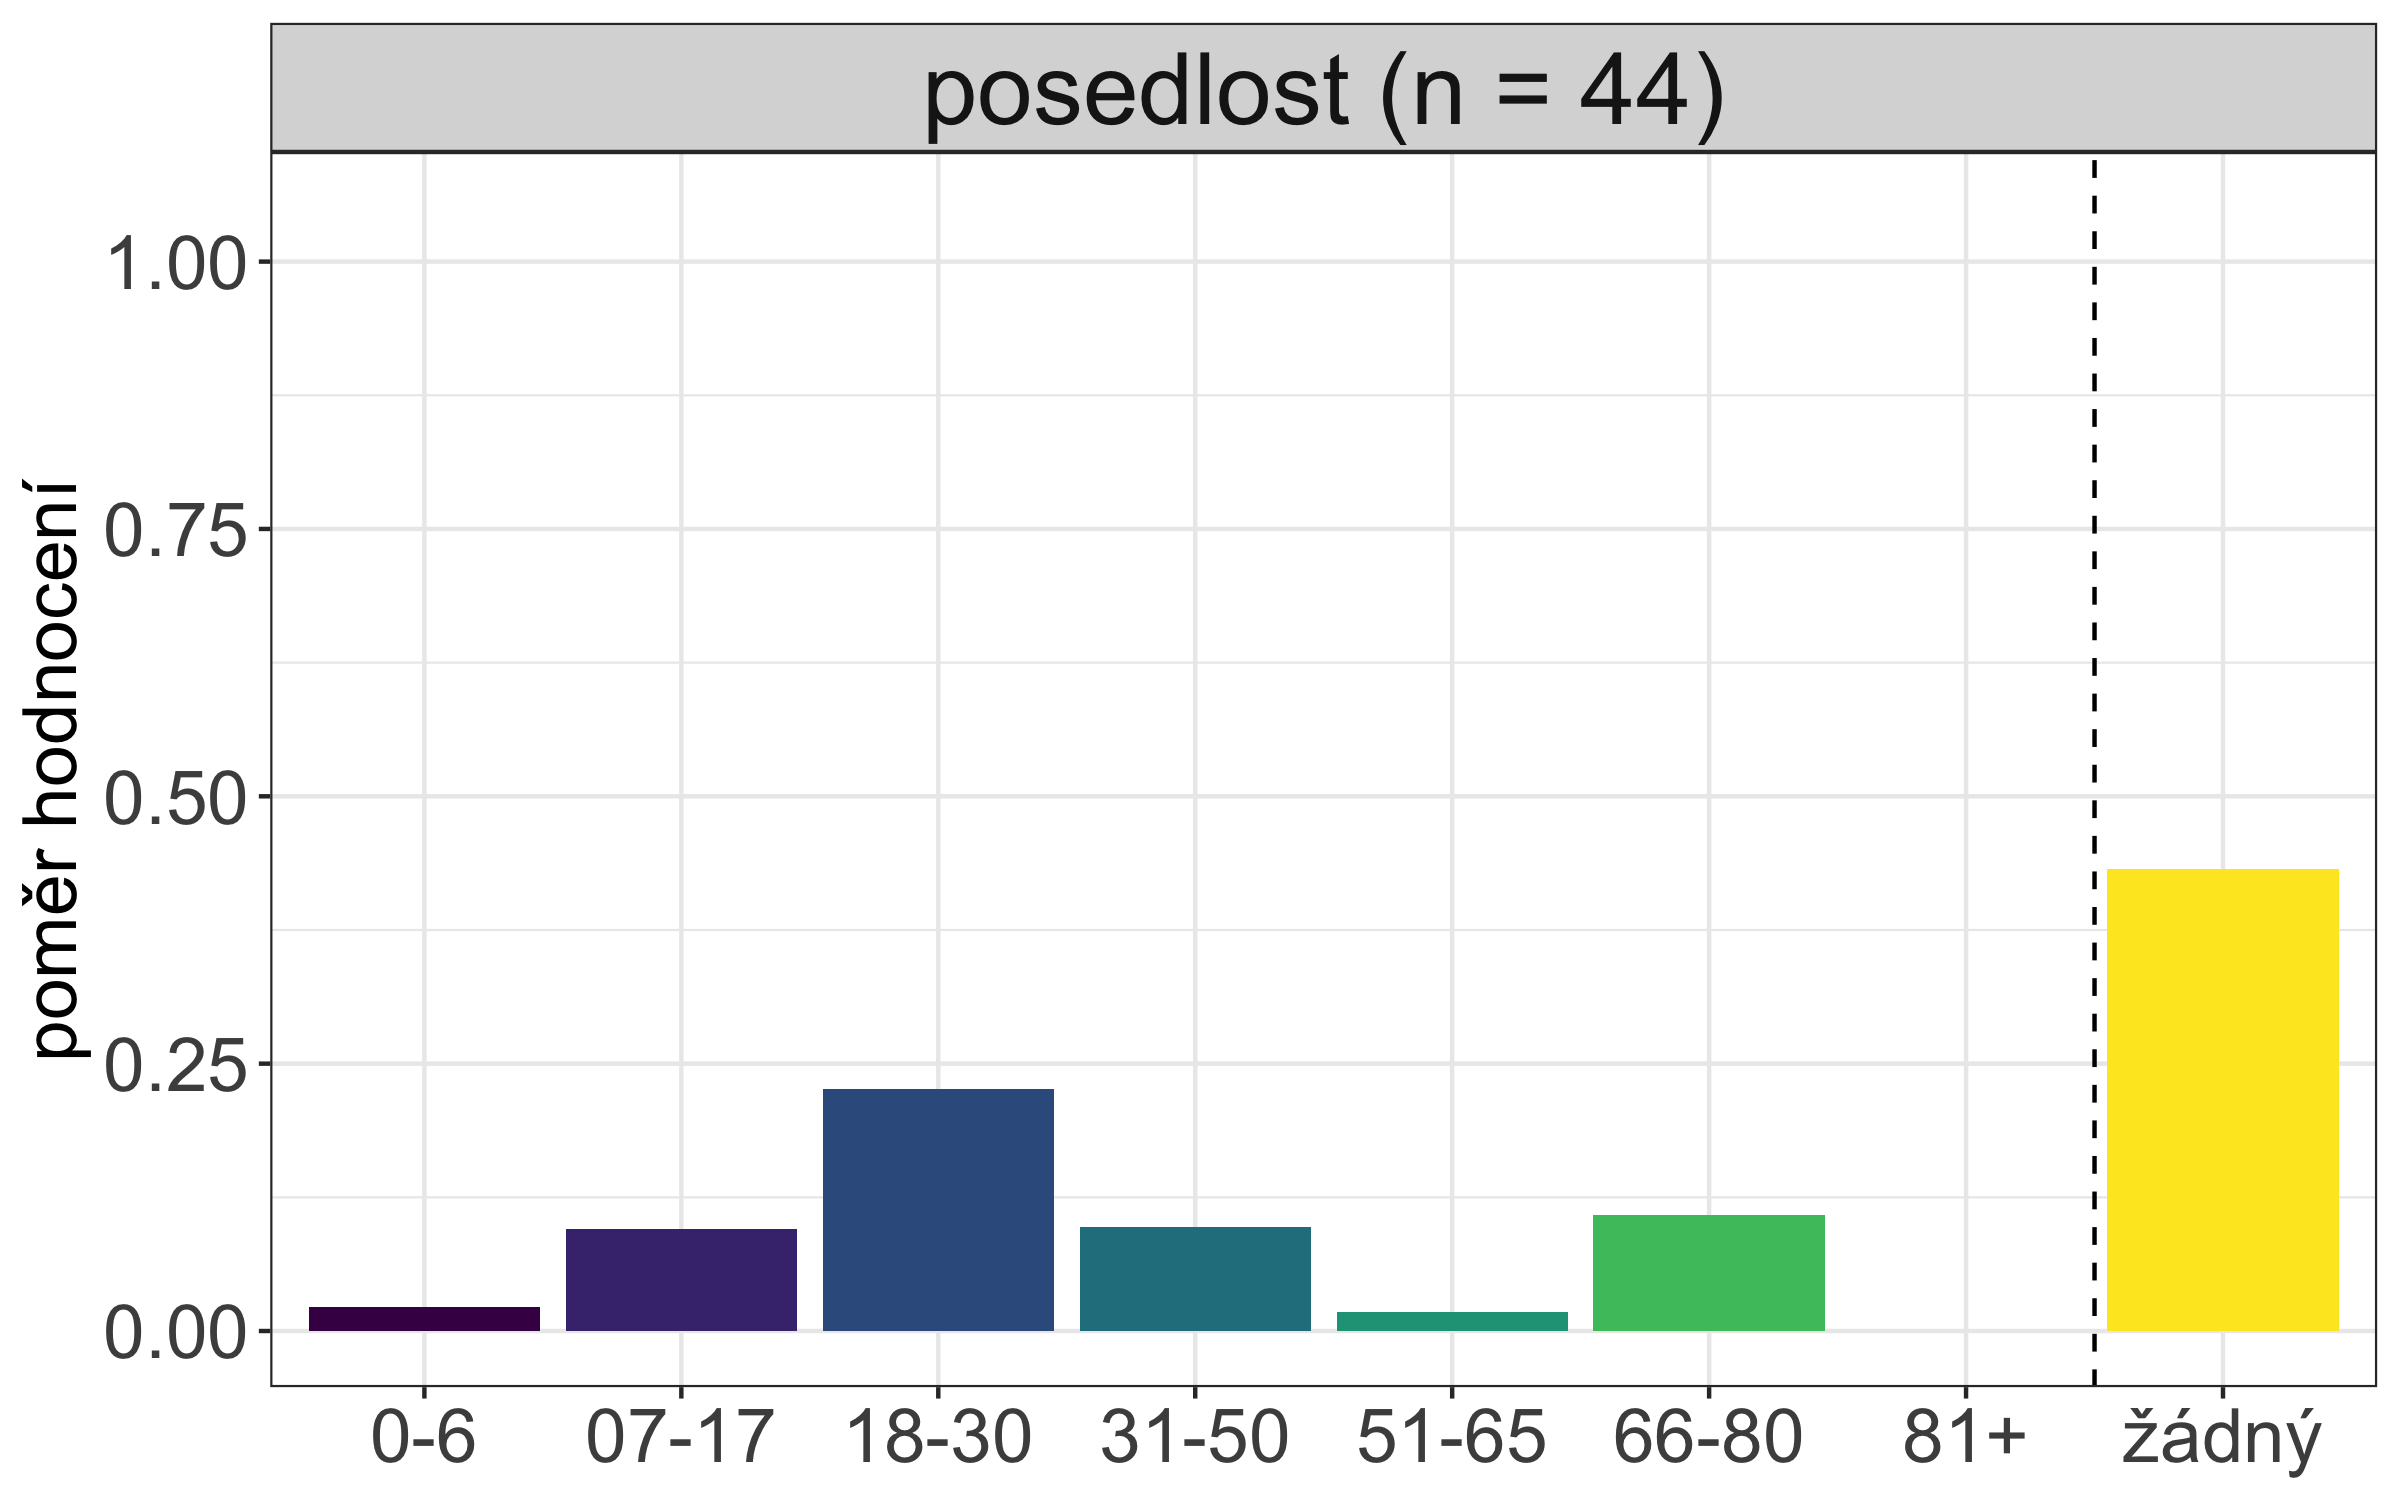 posedlost (n = 44)
poměr hodnocení
1.00
0.75
0.50
0.25
0.00
0-6 07-17 18-30 31-50 51-65 66-80 81+ žádný